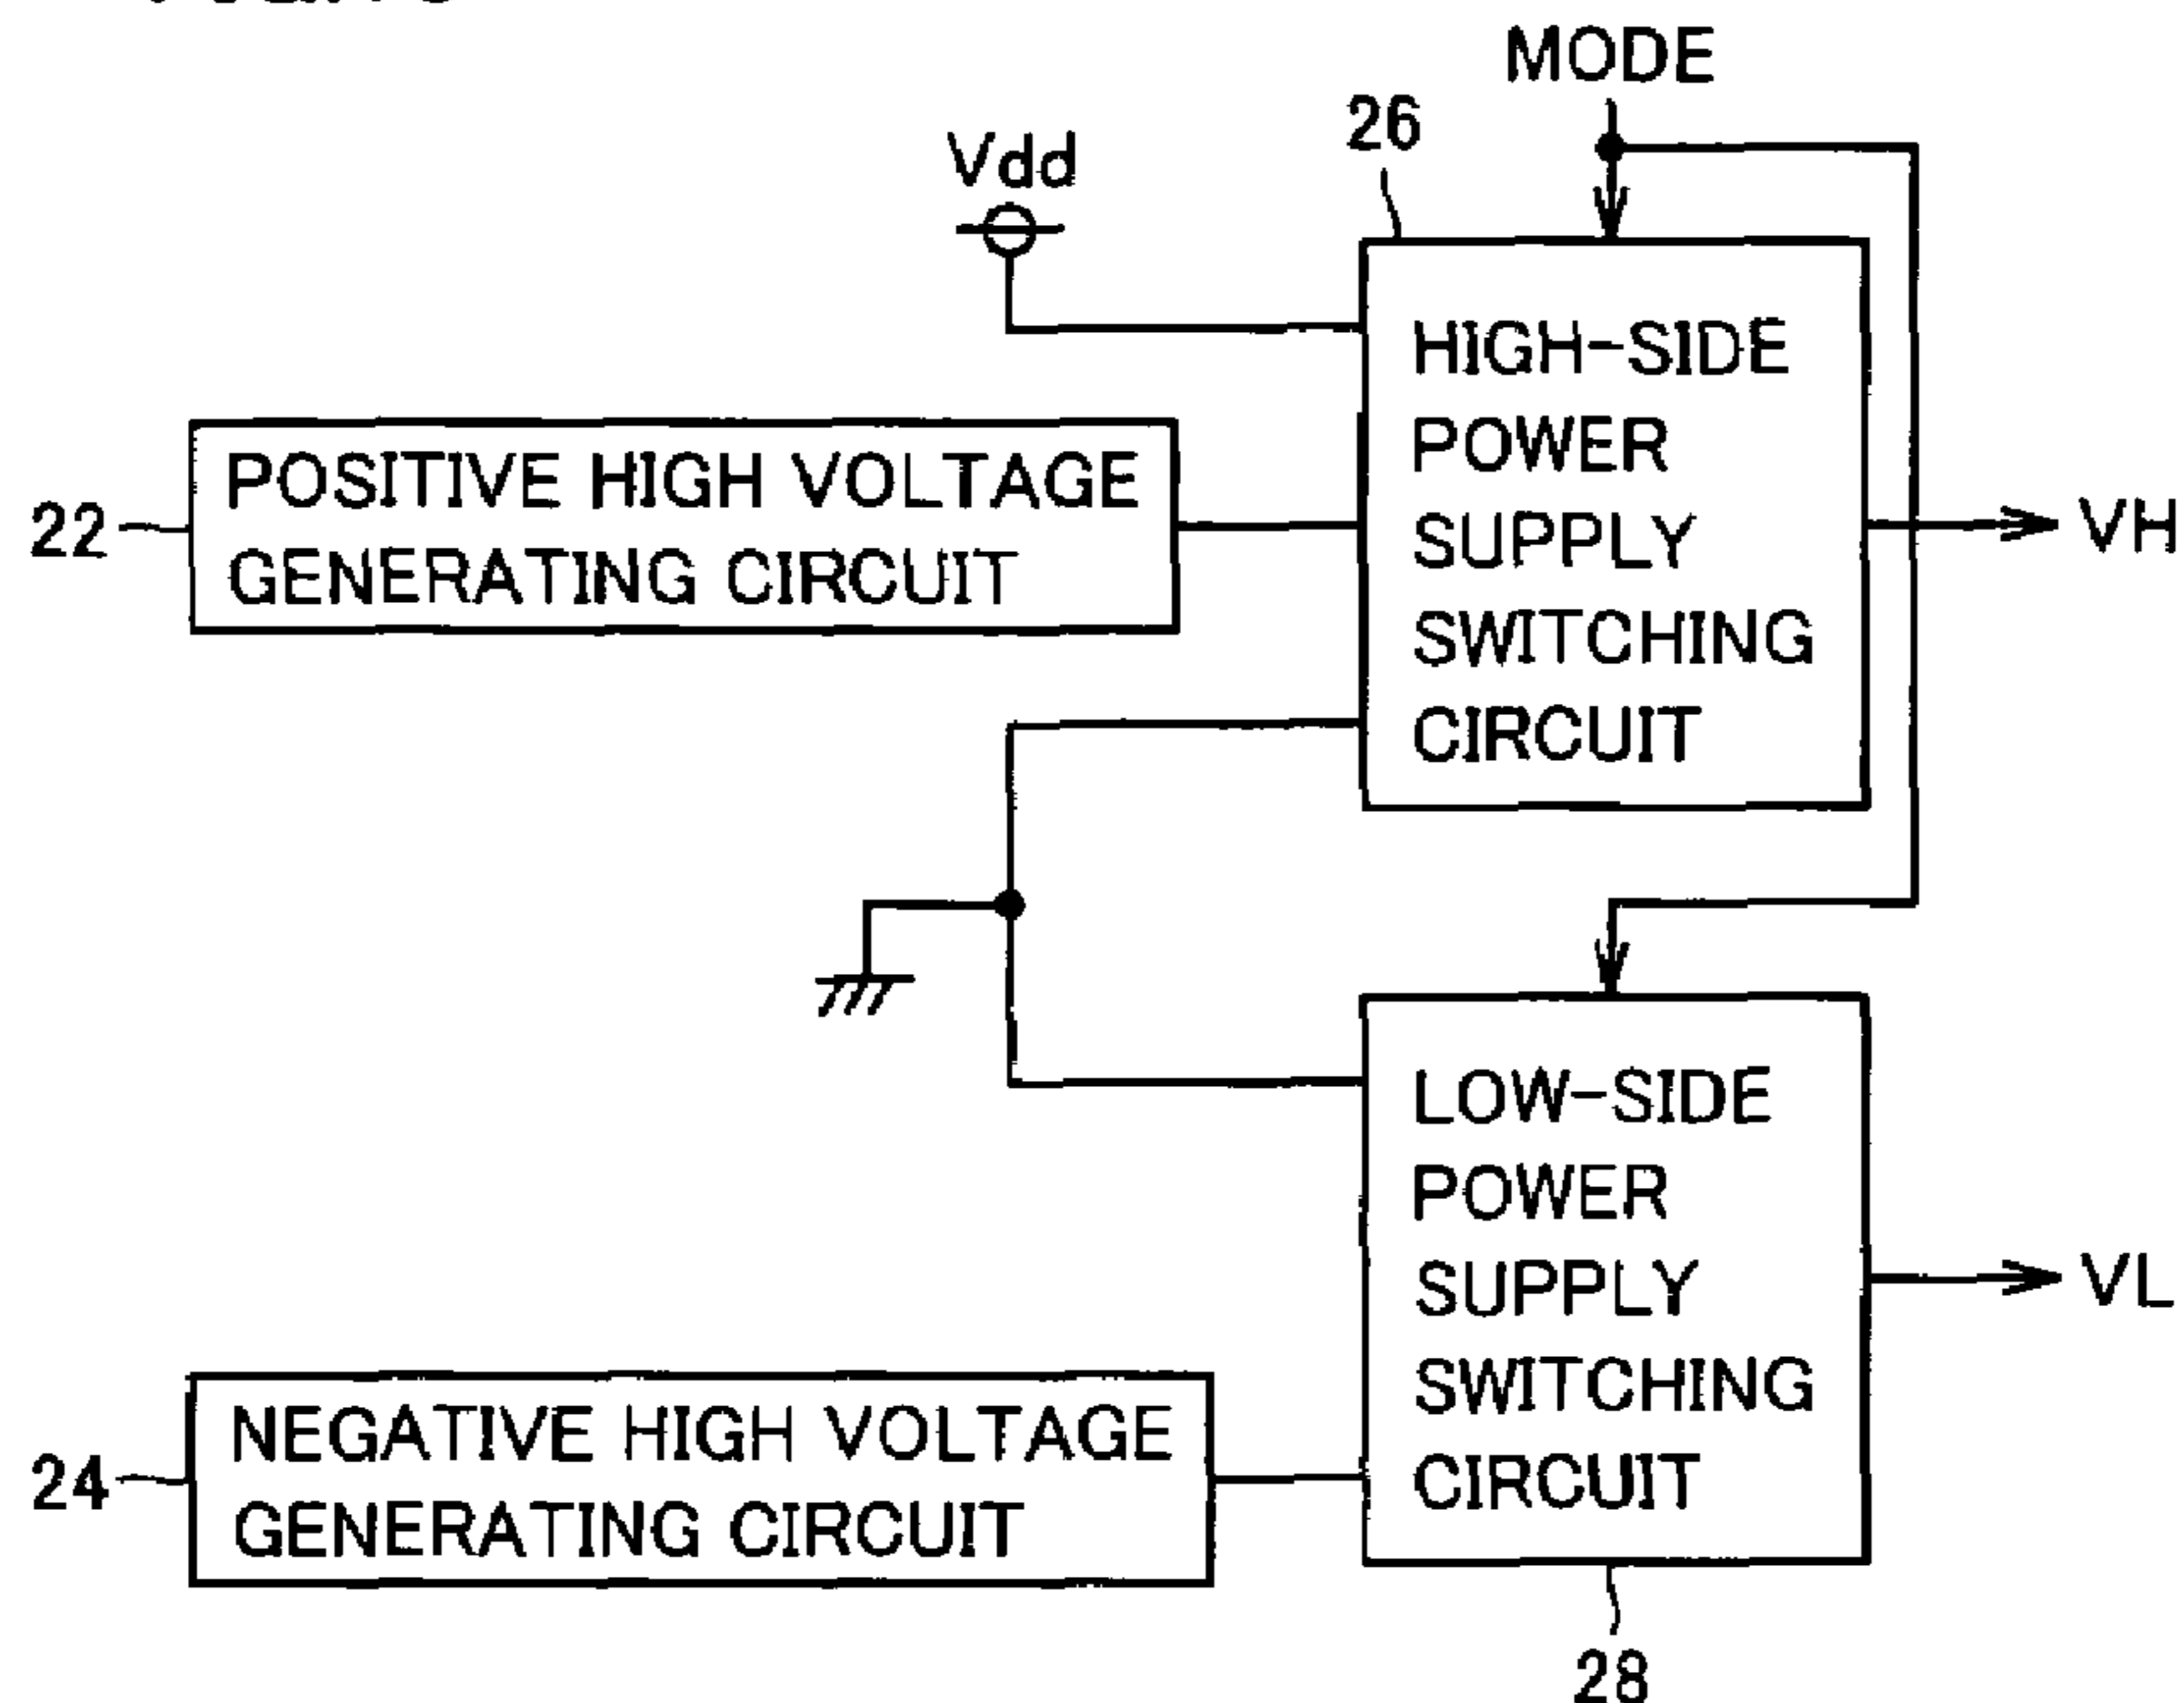 MODE
26
Vdd
HIGH-SIDE
POWER
SUPPLY
SWITCHING
CIRCUIT
22
POSITIVE HIGH VOLTAGE
GENERATING CIRCUIT
VH
LOW-SIDE
POWER
SUPPLY
SWITCHING
CIRCUIT
VL
24
NEGATIVE HIGH VOLTAGE
GENERATING CIRCUIT
28